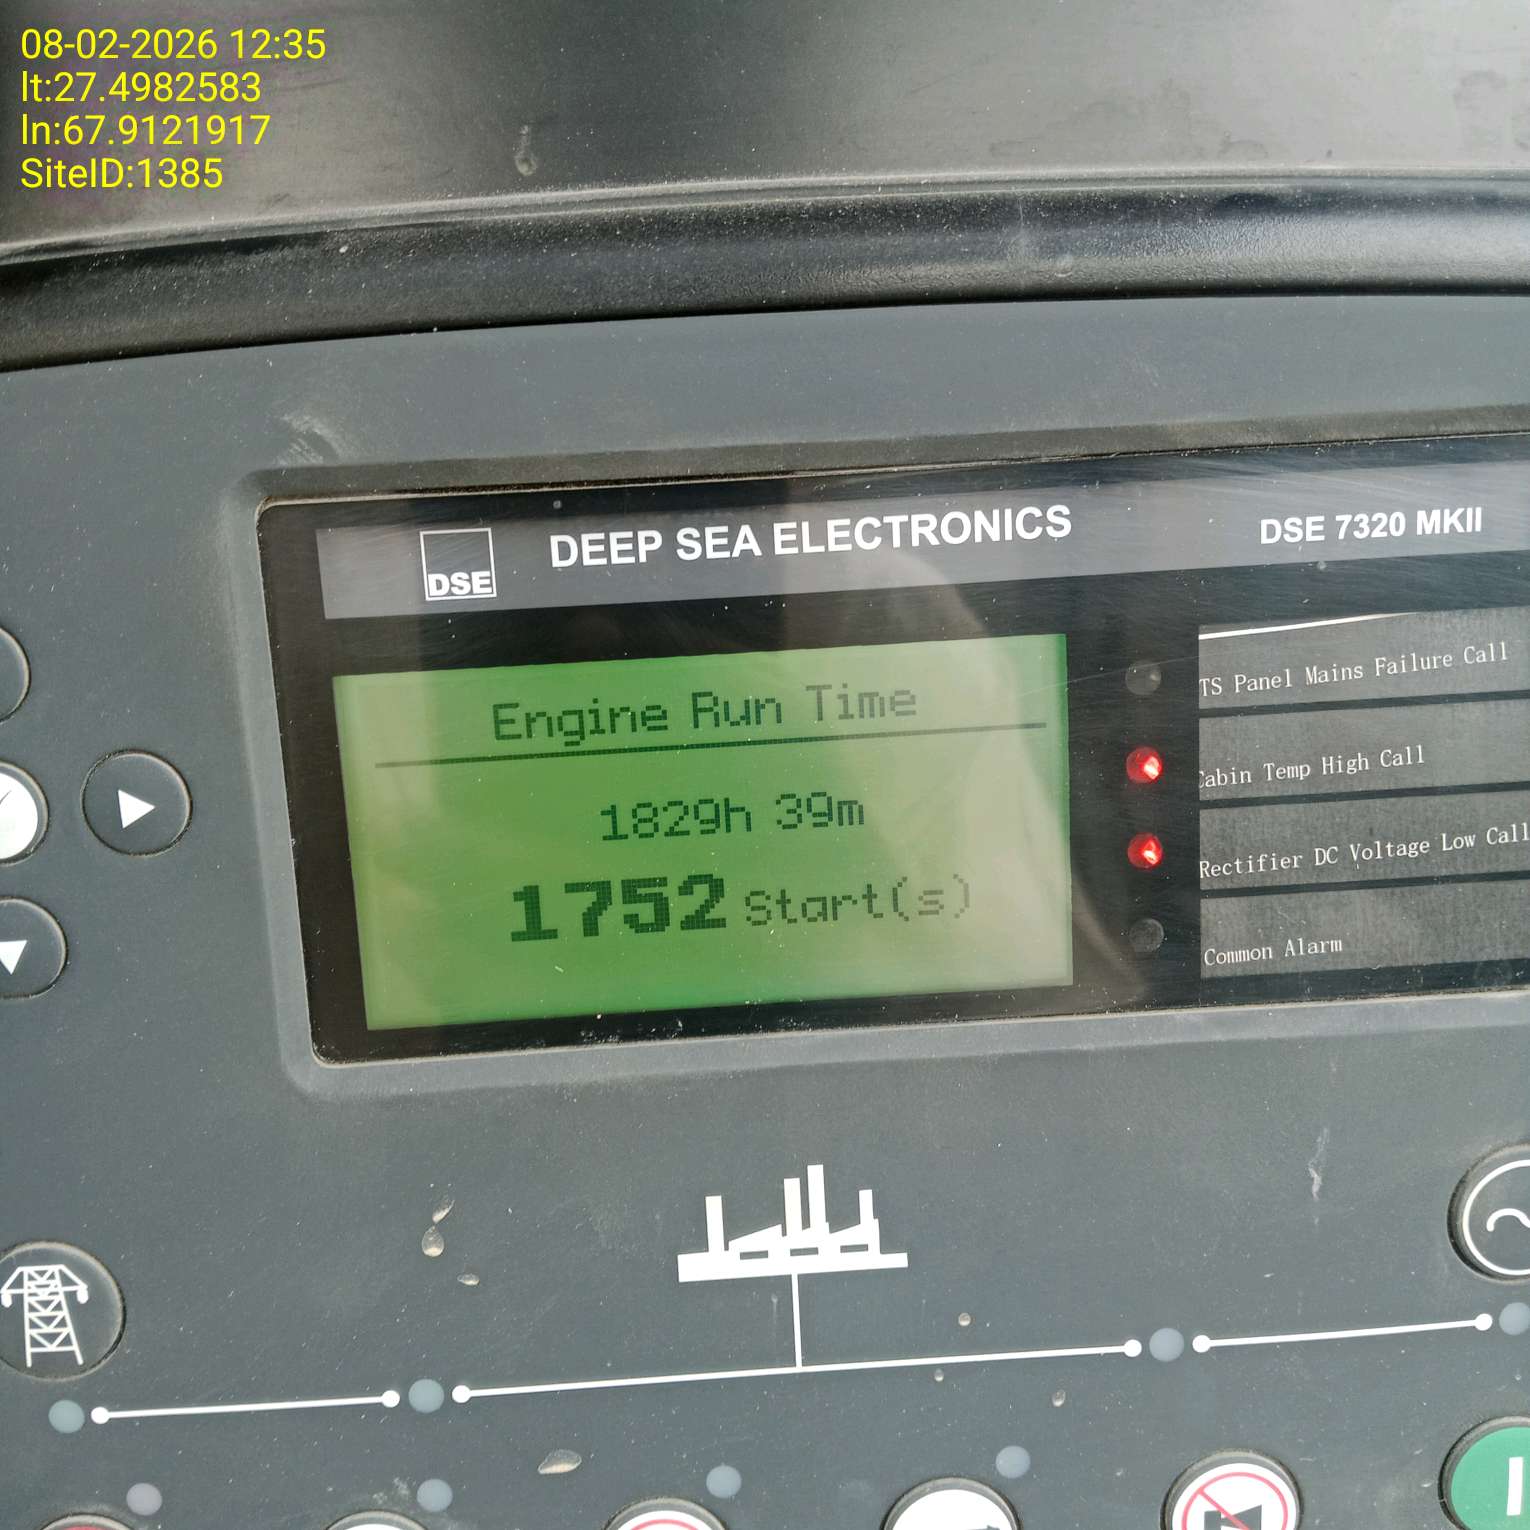 08-02-2026 12:35
lt:27.4982583
ln:67.9121917
SiteID:1385
DSE
DEEP SEA ELECTRONICS
DSE 7320 MKII
Engine Run Time
1829h 39m
1752 Start(s)
TS Panel Mains Failure Call
Cabin Temp High Call
Rectifier DC Voltage Low Call
Common Alarm